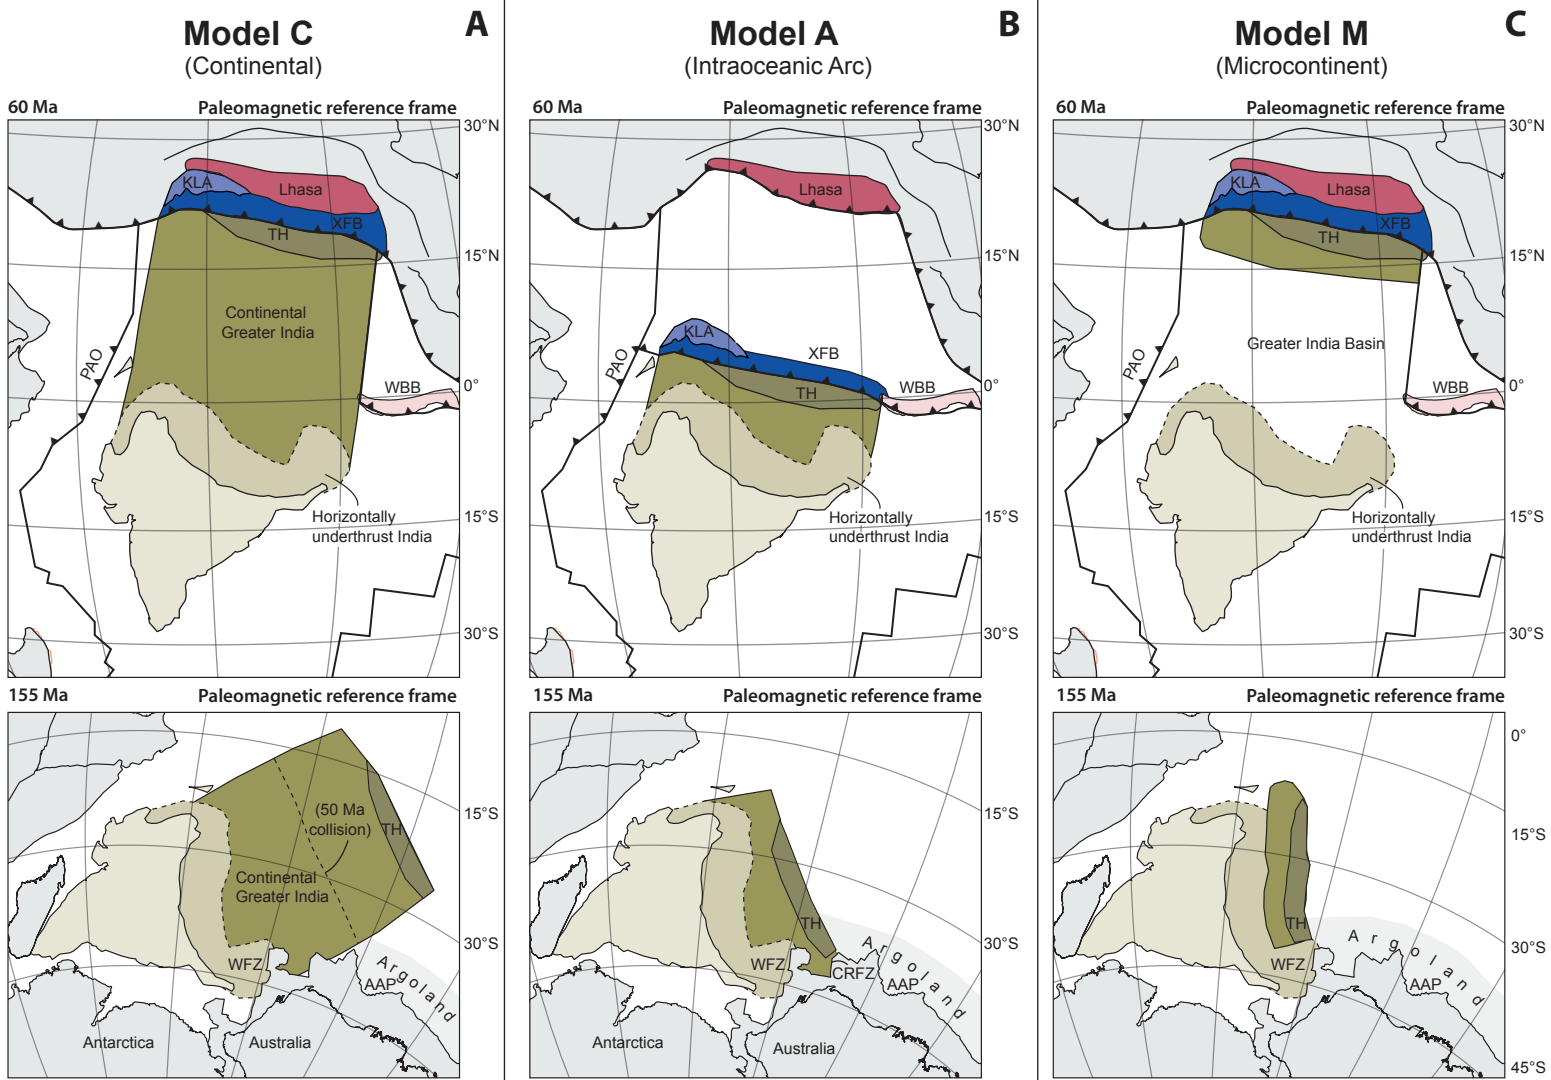 Model C
(Continental)
A
60 Ma
Paleomagnetic reference frame
30°N
15°N
0°
15°S
30°S
KLA
Lhasa
XFB
TH
Continental
Greater India
PAO
WBB
Horizontally
underthrust India
155 Ma
Paleomagnetic reference frame
15°S
30°S
(50 Ma
collision)
TH
Continental
Greater India
WFZ
Argoland
AAP
Antarctica
Australia
Model A
(Intraoceanic Arc)
B
60 Ma
Paleomagnetic reference frame
30°N
15°N
0°
15°S
30°S
Lhasa
KLA
XFB
PAO
TH
WBB
Horizontally
underthrust India
155 Ma
Paleomagnetic reference frame
15°S
30°S
TH
Argoland
WFZ
CRFZ
AAP
Antarctica
Australia
Model M
(Microcontinent)
C
60 Ma
Paleomagnetic reference frame
30°N
15°N
0°
15°S
30°S
KLA
Lhasa
XFB
TH
Greater India Basin
PAO
WBB
Horizontally
underthrust India
155 Ma
Paleomagnetic reference frame
0°
15°S
30°S
45°S
TH
Argoland
WFZ
AAP